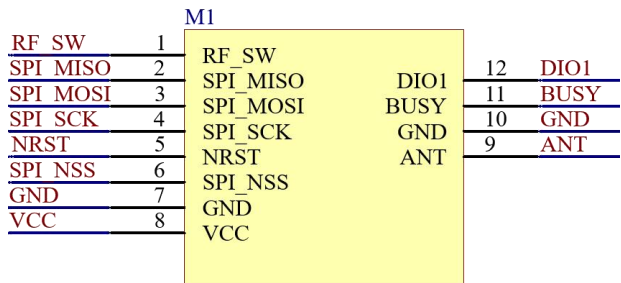 M1
RF_SW 1 RF_SW
SPI_MISO 2 SPI_MISO DIO1 12 DIO1
SPI_MOSI 3 SPI_MOSI BUSY 11 BUSY
SPI_SCK 4 SPI_SCK GND 10 GND
NRST 5 NRST ANT 9 ANT
SPI_NSS 6 SPI_NSS
GND 7 GND
VCC 8 VCC